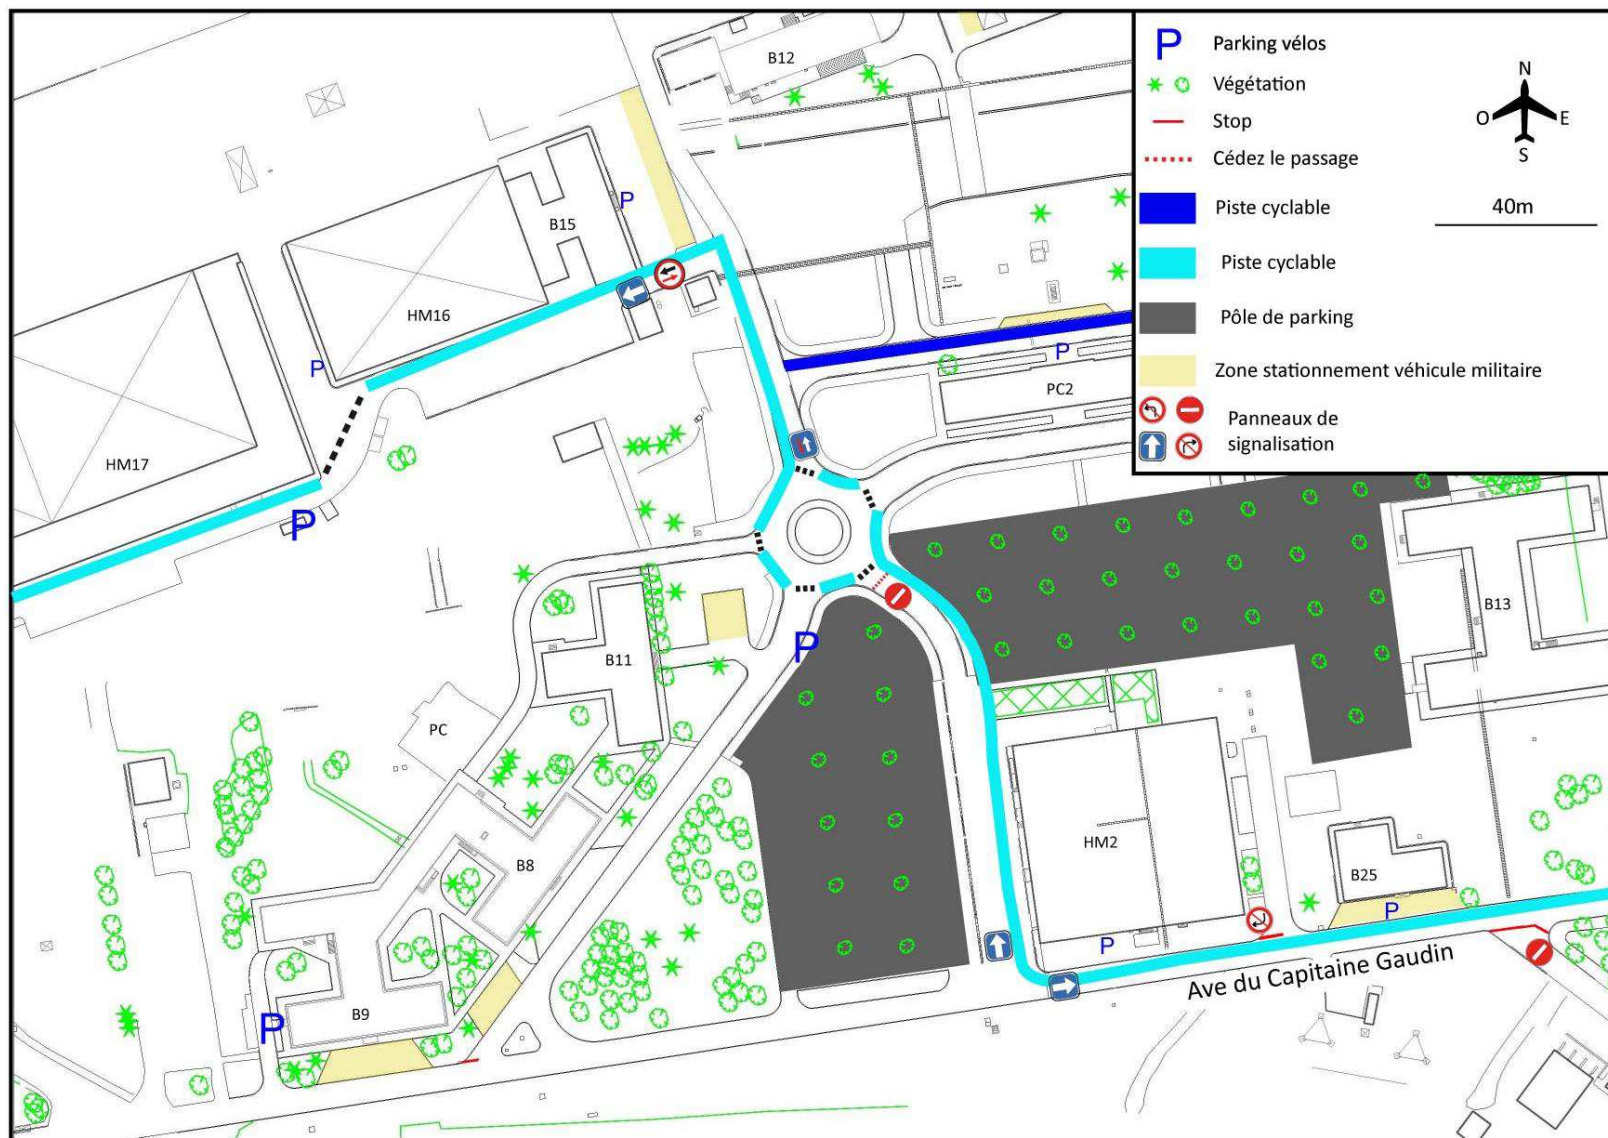 B12
P
Parking vélos
Végétation
Stop
Cédez le passage
Piste cyclable
Piste cyclable
Pôle de parking
Zone stationnement véhicule militaire
Panneaux de
signalisation
N
O
E
S
40m
B15
P
HM16
P
HM17
P
P
PC2
B13
B11
P
PC
B8
HM2
B25
P
P
Ave du Capitaine Gaudin
B9
P